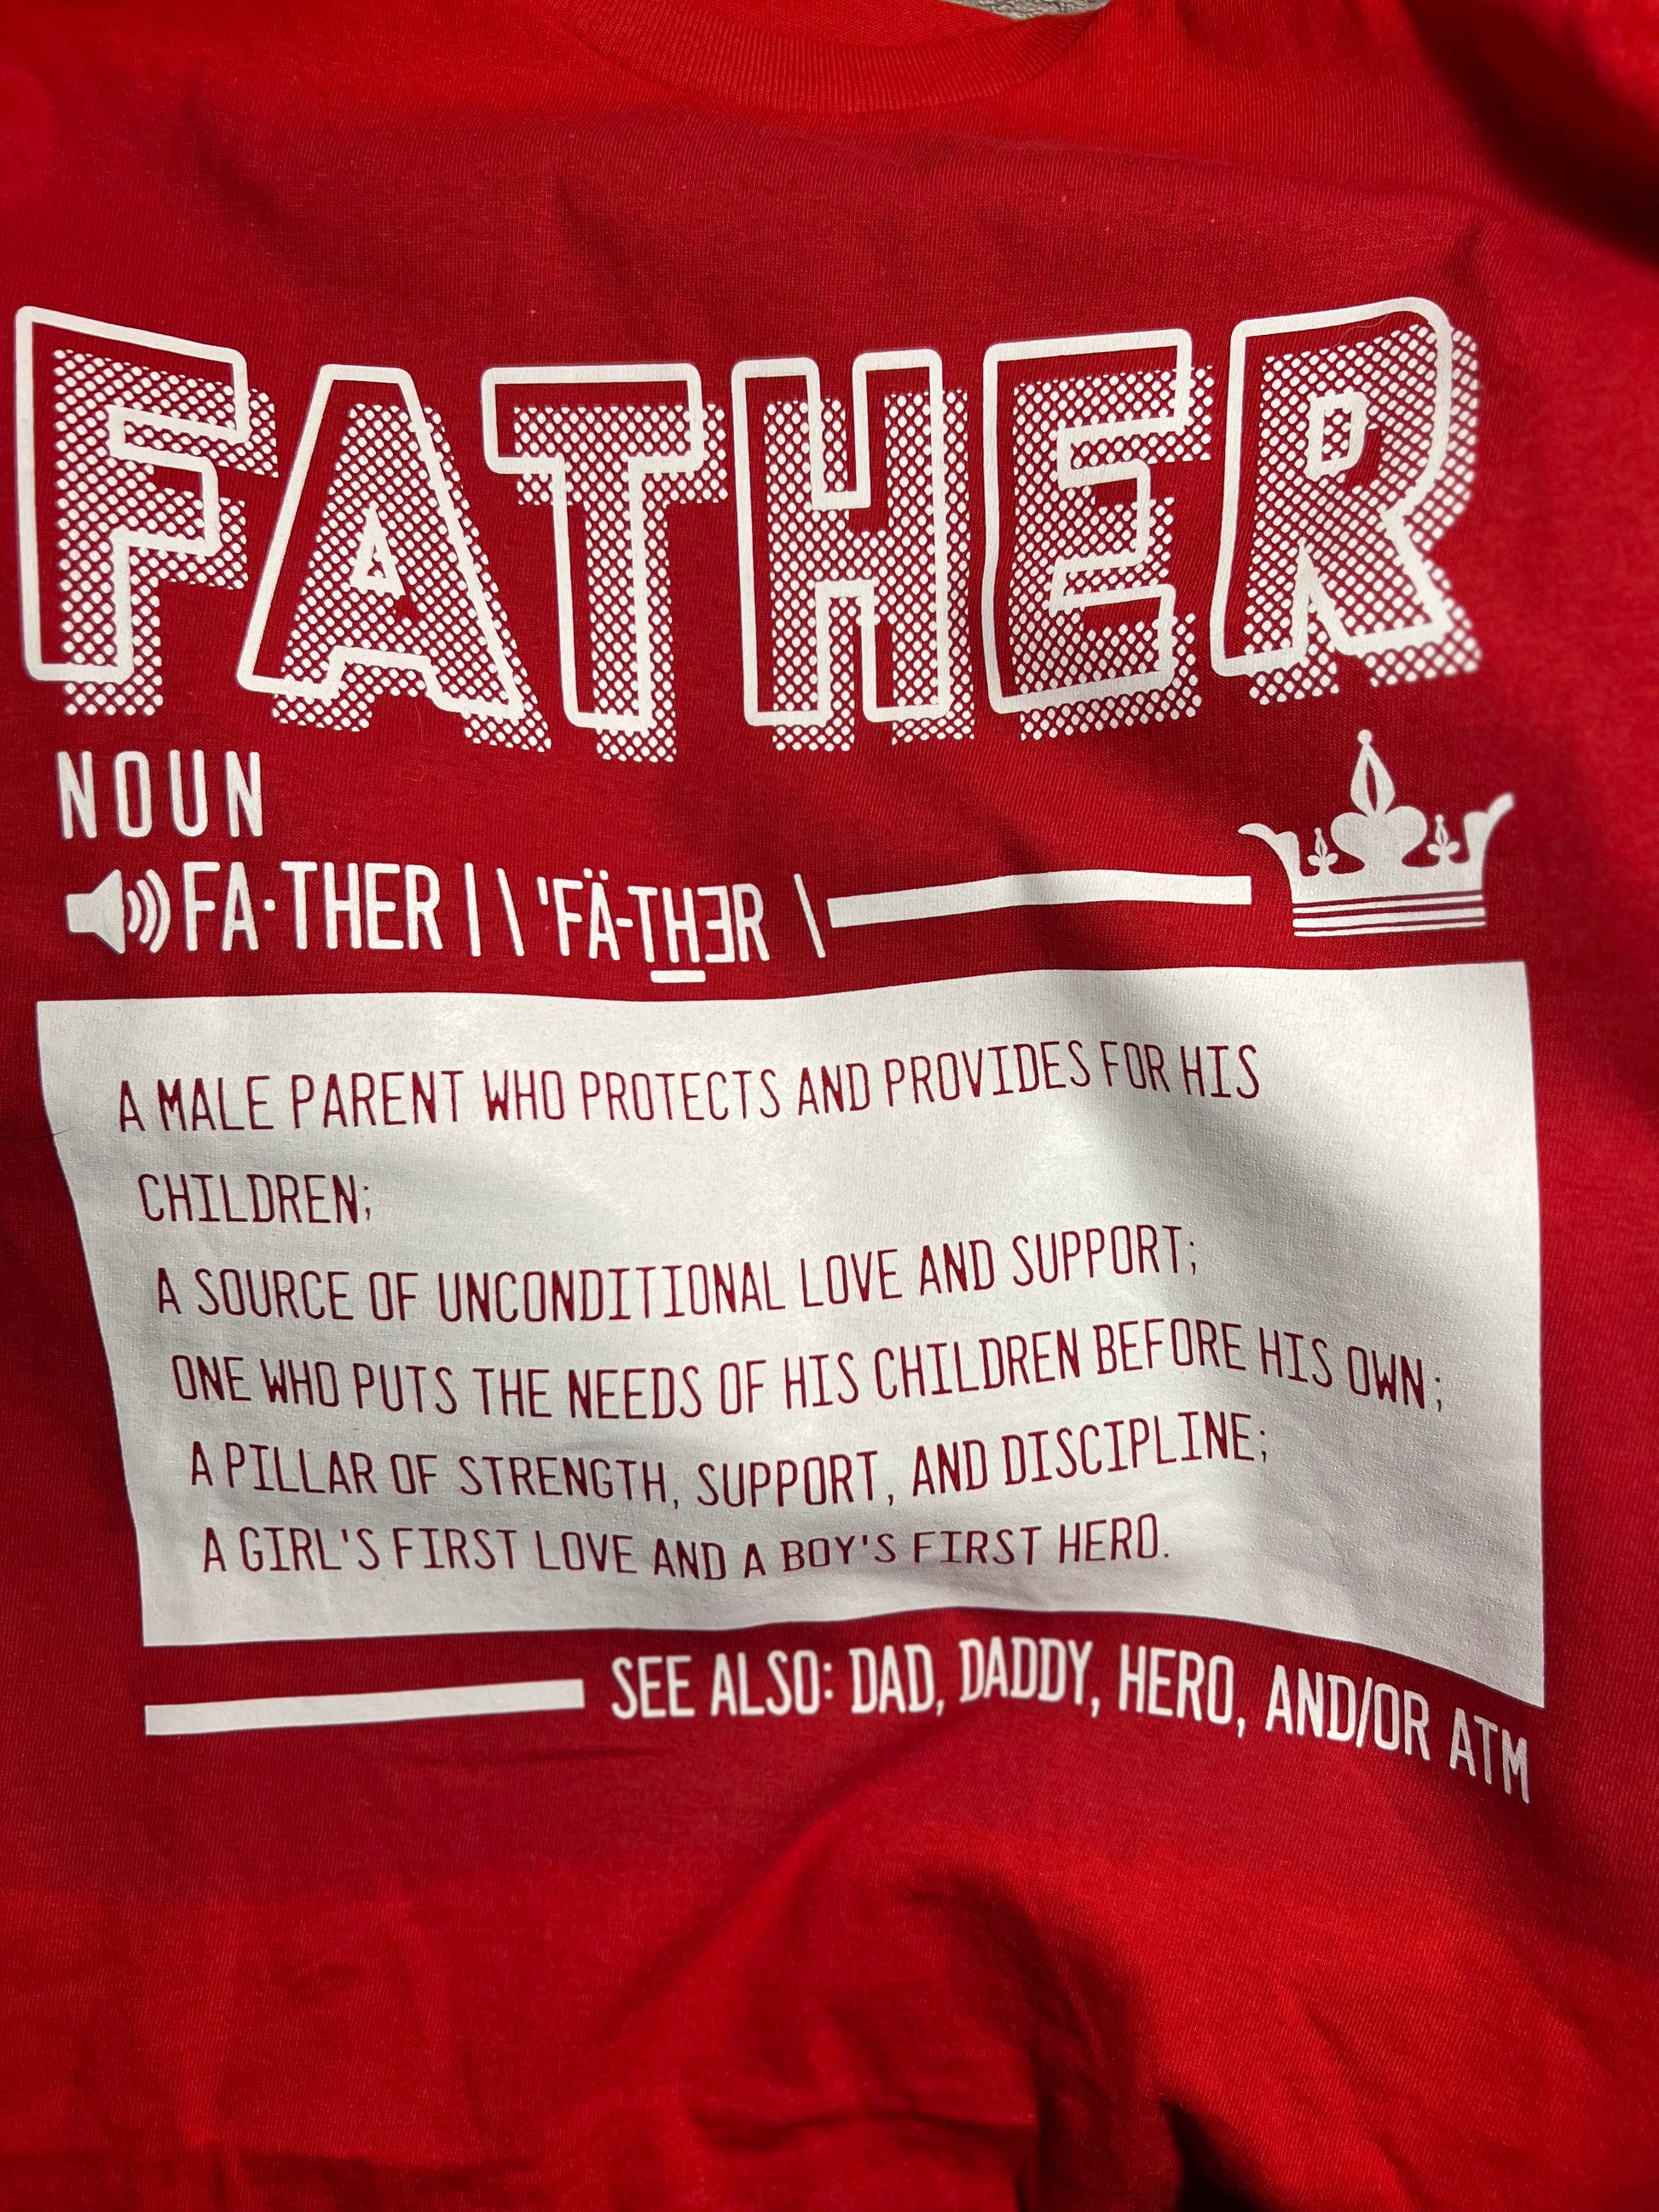 FATHER
NOUN
FA·THER | \ 'FÄ-T̲H̲ƎR \
A MALE PARENT WHO PROTECTS AND PROVIDES FOR HIS
CHILDREN;
A SOURCE OF UNCONDITIONAL LOVE AND SUPPORT;
ONE WHO PUTS THE NEEDS OF HIS CHILDREN BEFORE HIS OWN;
A PILLAR OF STRENGTH, SUPPORT, AND DISCIPLINE;
A GIRL'S FIRST LOVE AND A BOY'S FIRST HERO.
SEE ALSO: DAD, DADDY, HERO, AND/OR ATM